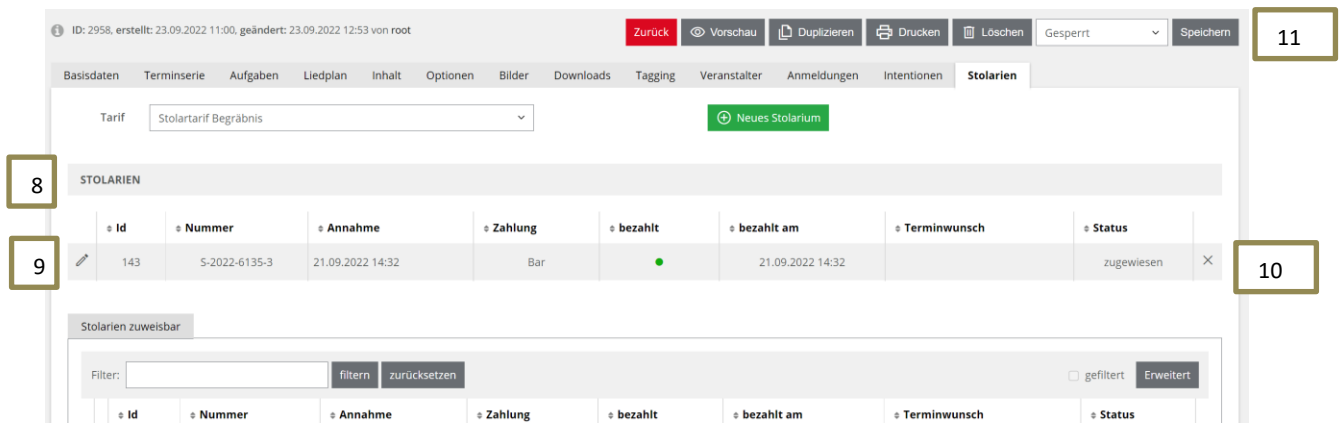 ID: 2958, erstellt: 23.09.2022 11:00, geändert: 23.09.2022 12:53 von root Zurück Vorschau Duplizieren Drucken Löschen Gesperrt Speichern 11
Basisdaten Terminserie Aufgaben Liedplan Inhalt Optionen Bilder Downloads Tagging Veranstalter Anmeldungen Intentionen Stolarien
Tarif Stolartarif Begräbnis Neues Stolarium
8 STOLARIEN
Id Nummer Annahme Zahlung bezahlt bezahlt am Terminwunsch Status
9 143 S-2022-6135-3 21.09.2022 14:32 Bar 21.09.2022 14:32 zugewiesen 10
Stolarien zuweisbar
Filter: filtern zurücksetzen gefiltert Erweitert
Id Nummer Annahme Zahlung bezahlt bezahlt am Terminwunsch Status